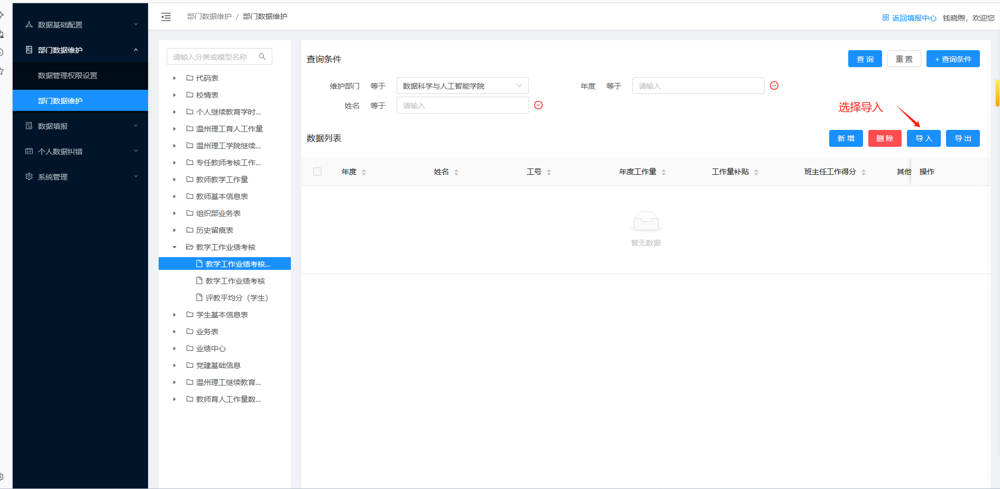 数据基础配置
部门数据维护
数据管理权限设置
部门数据维护
数据填报
个人数据纠错
系统管理
部门数据维护 / 部门数据维护
返回填报中心 钱晓煦，欢迎您
请输入分类或模型名称
代码表
校情表
个人继续教育学时...
温州理工育人工作量
温州理工学院继续...
专任教师考核工作...
教师教学工作量
教师基本信息表
组织部业务表
历史留痕表
教学工作业绩考核
教学工作业绩考核...
教学工作业绩考核
评教平均分（学生）
学生基本信息表
业务表
业绩中心
党建基础信息
温州理工继续教育...
教师育人工作量数...
查询条件
查 询 重 置 + 查询条件
维护部门 等于 数据科学与人工智能学院 年度 等于 请输入
姓名 等于 请输入
选择导入
数据列表
新 增 删 除 导 入 导 出
年度 姓名 工号 年度工作量 工作量补贴 班主任工作得分 其他 操作
暂无数据